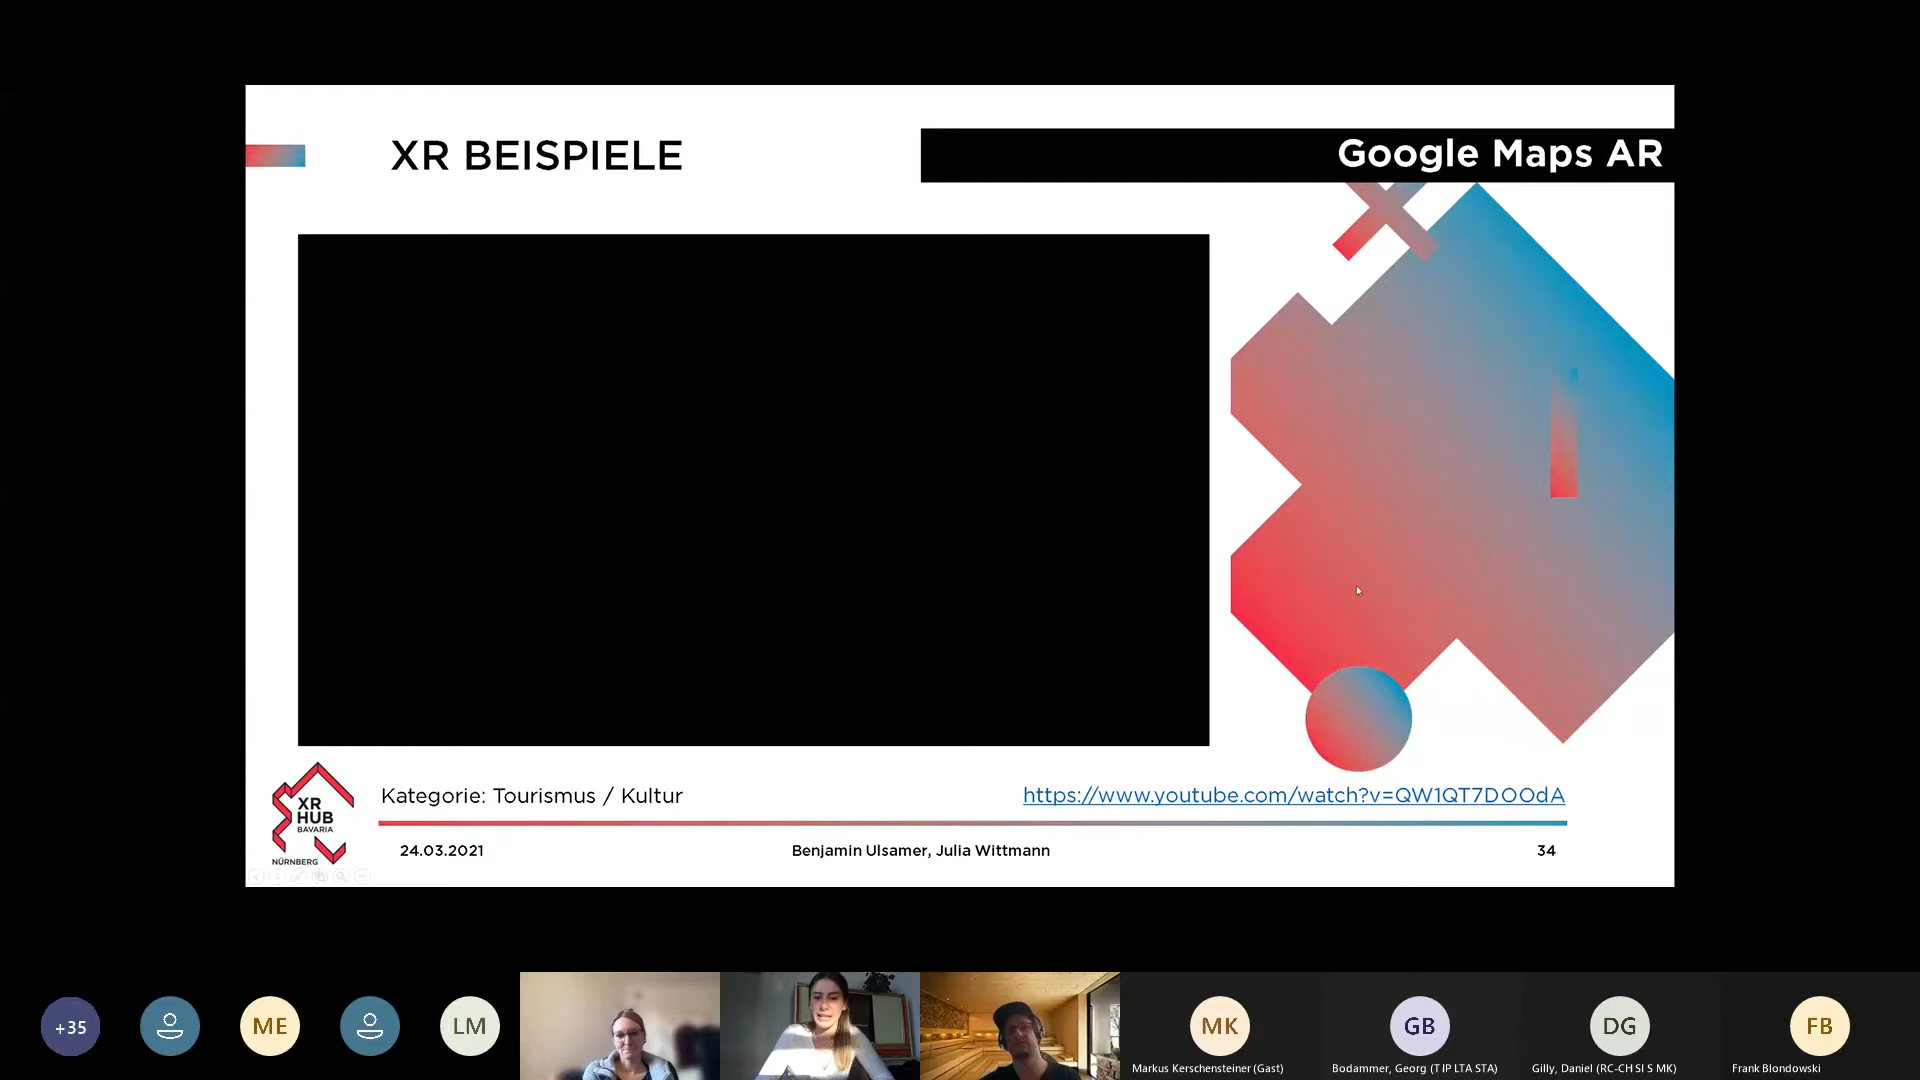 XR BEISPIELE
Google Maps AR
XR
HUB
BAVARIA
NÜRNBERG
Kategorie: Tourismus / Kultur
https://www.youtube.com/watch?v=QW1QT7DOOdA
24.03.2021
Benjamin Ulsamer, Julia Wittmann
34
+35
ME
LM
MK
GB
DG
FB
Markus Kerschensteiner (Gast)
Bodammer, Georg (T IP LTA STA)
Gilly, Daniel (RC-CH SI S MK)
Frank Blondowski